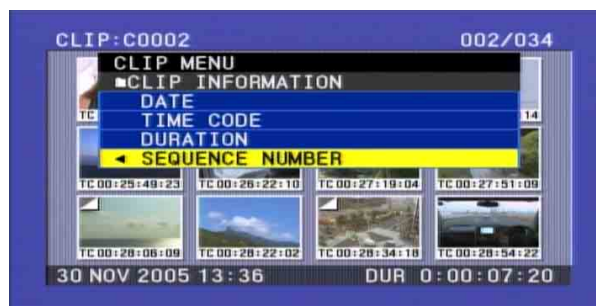 CLIP:C0002 002/034
CLIP MENU
CLIP INFORMATION
DATE
TC 14
TIME CODE
DURATION
◄ SEQUENCE NUMBER
TC 00:25:49:23 TC 00:26:22:10 TC 00:27:19:04 TC 00:27:51:09
TC 00:28:06:09 TC 00:28:22:02 TC 00:28:34:18 TC 00:28:54:22
30 NOV 2005 13:36 DUR 0:00:07:20